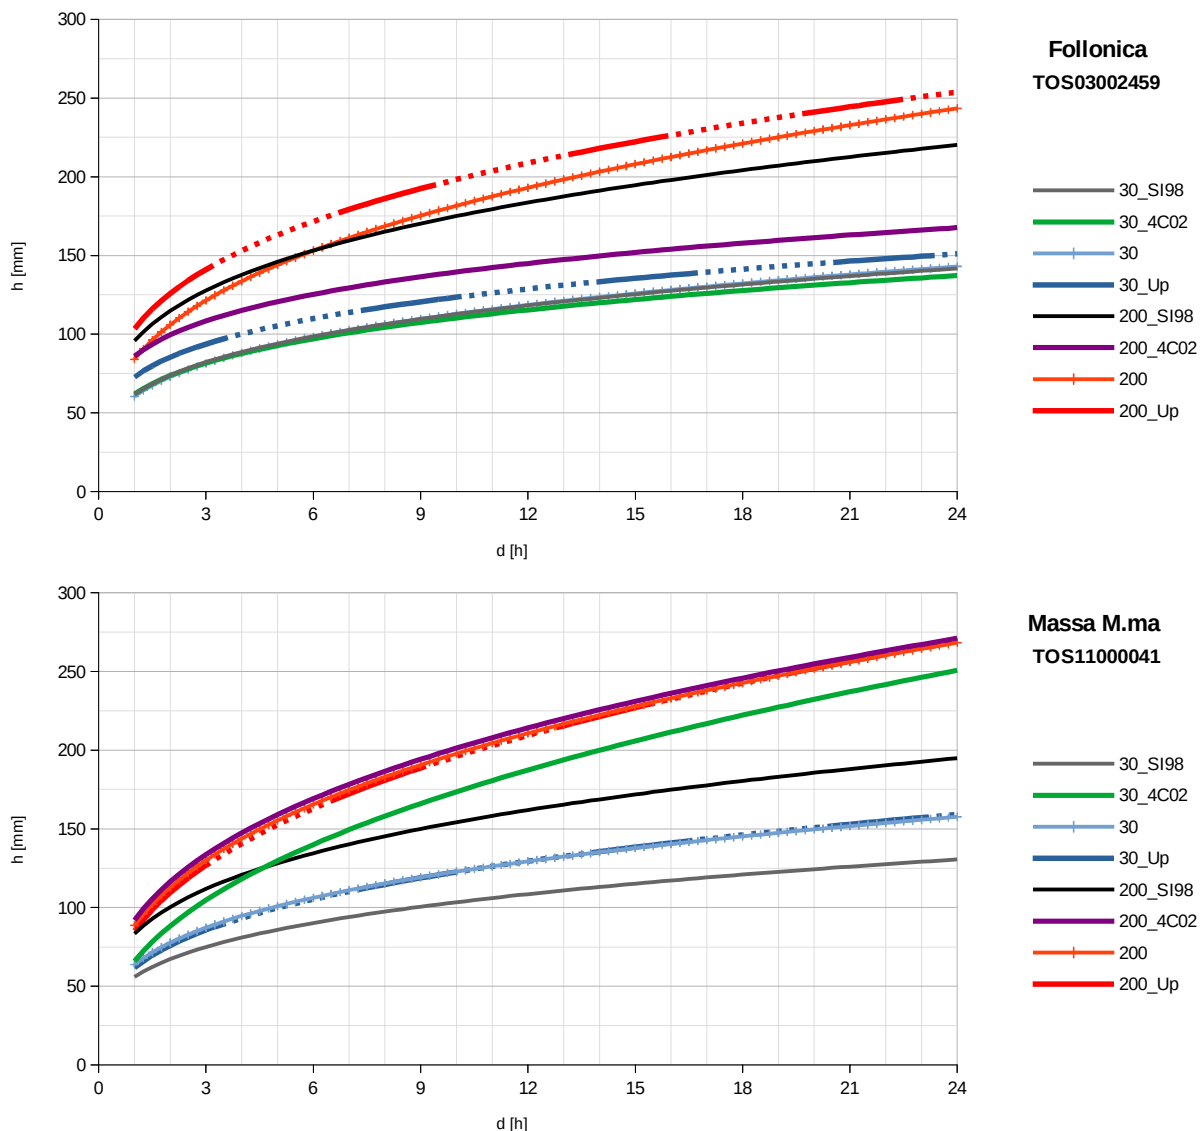 300
250
200
150
100
50
0
h [mm]
0 3 6 9 12 15 18 21 24
d [h]
Follonica
TOS03002459
30_SI98
30_4C02
30
30_Up
200_SI98
200_4C02
200
200_Up
300
250
200
150
100
50
0
h [mm]
0 3 6 9 12 15 18 21 24
d [h]
Massa M.ma
TOS11000041
30_SI98
30_4C02
30
30_Up
200_SI98
200_4C02
200
200_Up